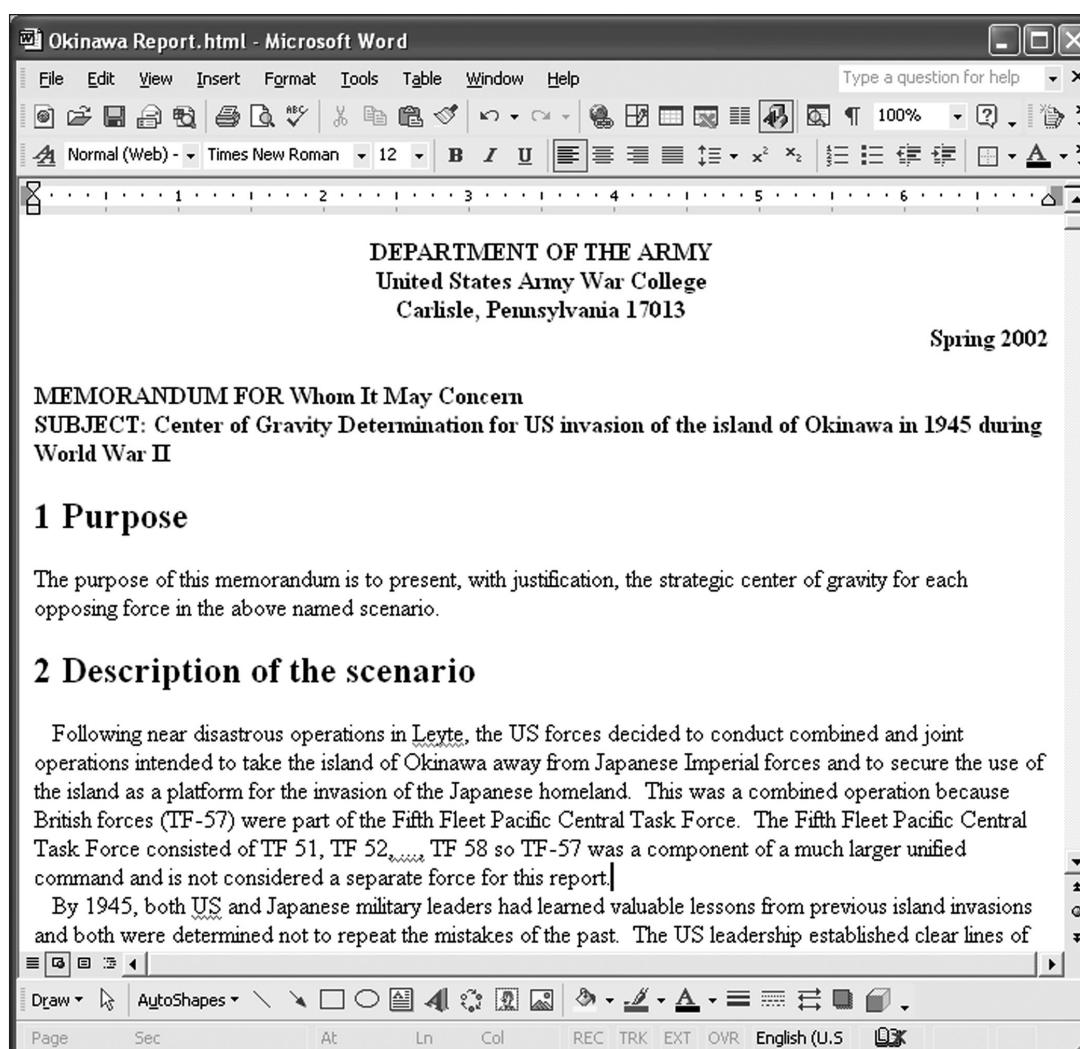 Okinawa Report.html - Microsoft Word
File Edit View Insert Format Tools Table Window Help Type a question for help
100%
Normal (Web) - Times New Roman 12 B I U
1 2 3 4 5 6
DEPARTMENT OF THE ARMY
United States Army War College
Carlisle, Pennsylvania 17013
Spring 2002
MEMORANDUM FOR Whom It May Concern
SUBJECT: Center of Gravity Determination for US invasion of the island of Okinawa in 1945 during
World War II
1 Purpose
The purpose of this memorandum is to present, with justification, the strategic center of gravity for each
opposing force in the above named scenario.
2 Description of the scenario
Following near disastrous operations in Leyte, the US forces decided to conduct combined and joint
operations intended to take the island of Okinawa away from Japanese Imperial forces and to secure the use of
the island as a platform for the invasion of the Japanese homeland. This was a combined operation because
British forces (TF-57) were part of the Fifth Fleet Pacific Central Task Force. The Fifth Fleet Pacific Central
Task Force consisted of TF 51, TF 52,....., TF 58 so TF-57 was a component of a much larger unified
command and is not considered a separate force for this report.
By 1945, both US and Japanese military leaders had learned valuable lessons from previous island invasions
and both were determined not to repeat the mistakes of the past. The US leadership established clear lines of
Draw AutoShapes
Page Sec At Ln Col REC TRK EXT OVR English (U.S